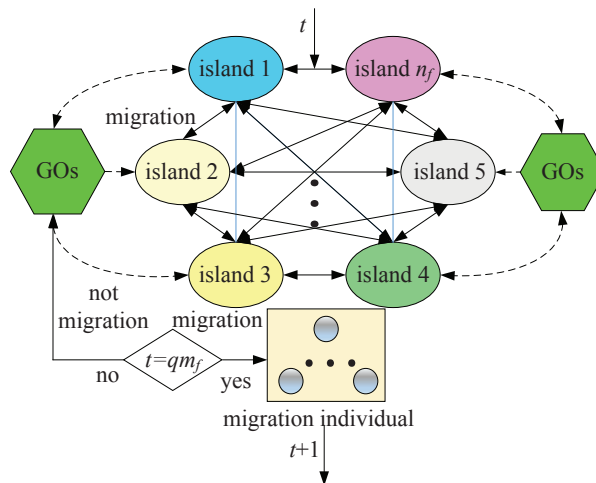 t
island 1
island n_f
migration
GOs
island 2
island 5
GOs
island 3
island 4
not
migration
migration
t=qm_f
no
yes
migration individual
t+1